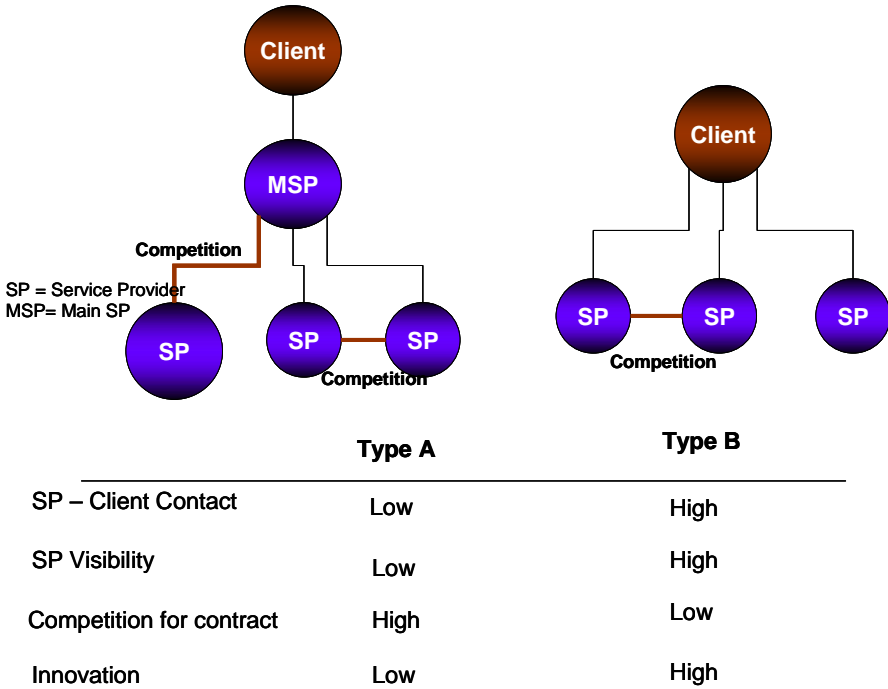 Client
MSP
Competition
SP = Service Provider
MSP= Main SP
SP
SP
SP
Competition
Client
SP
SP
SP
Competition
Type A
Type B
SP – Client Contact
Low
High
SP Visibility
Low
High
Competition for contract
High
Low
Innovation
Low
High